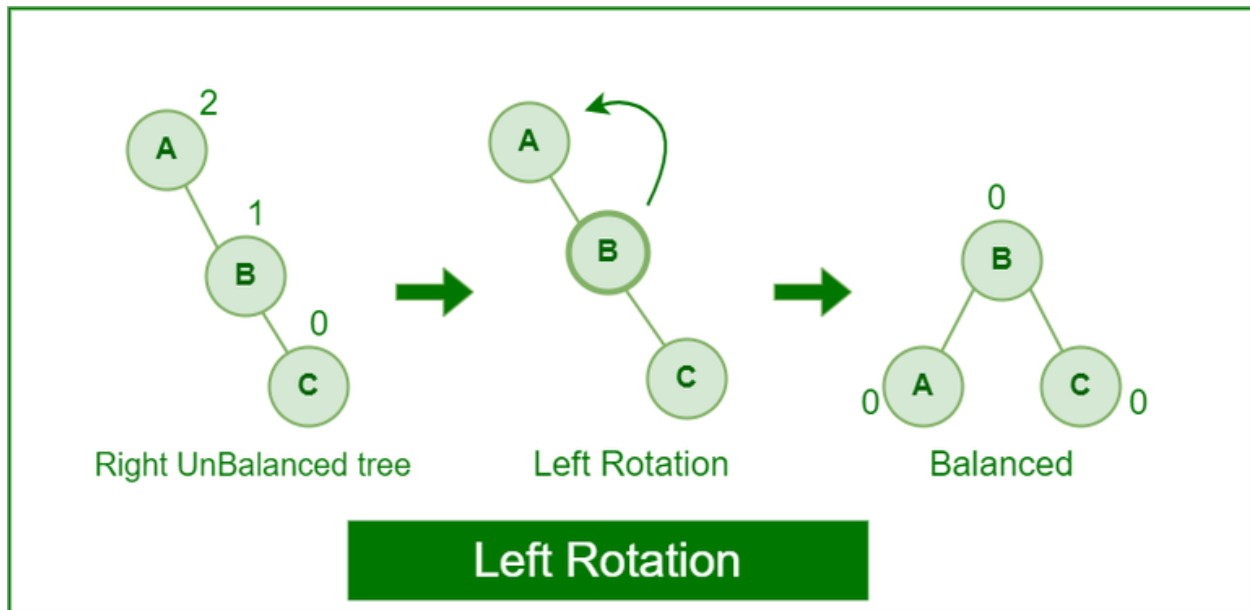 2
A
1
B
0
C
Right UnBalanced tree
A
B
C
Left Rotation
0
B
0 A
C 0
Balanced
Left Rotation